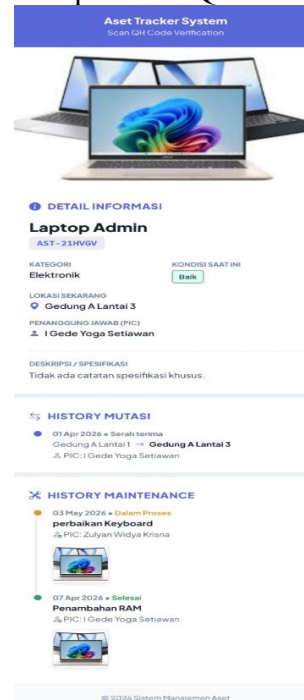 Aset Tracker System
Scan QR Code Verification
DETAIL INFORMASI
Laptop Admin
AST-21HVGV
KATEGORI
Elektronik
KONDISI SAAT INI
Baik
LOKASI SEKARANG
Gedung A Lantai 3
PENANGGUNG JAWAB (PIC)
I Gede Yoga Setiawan
DESKRIPSI / SPESIFIKASI
Tidak ada catatan spesifikasi khusus.
HISTORY MUTASI
01 Apr 2026 • Serah terima
Gedung A Lantai 1 → Gedung A Lantai 3
PIC: I Gede Yoga Setiawan
HISTORY MAINTENANCE
03 May 2026 • Dalam Proses
perbaikan Keyboard
PIC: Zulyan Widya Krisna
07 Apr 2026 • Selesai
Penambahan RAM
PIC: I Gede Yoga Setiawan
© 2026 Sistem Manajemen Aset